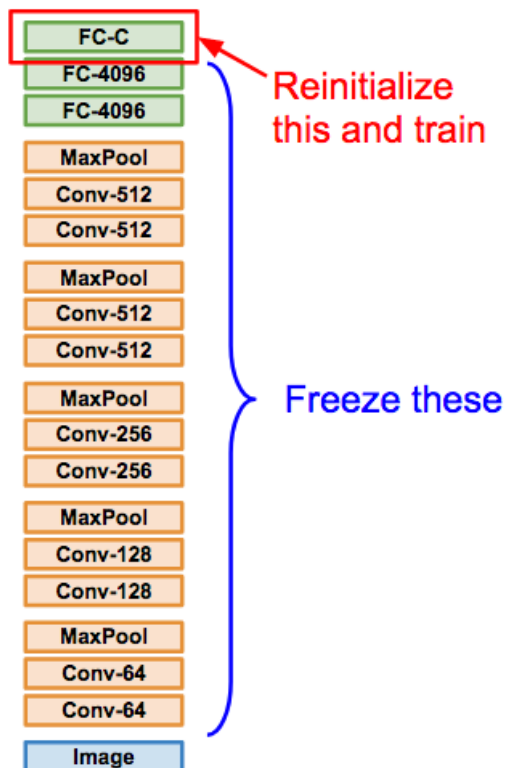 FC-C
FC-4096
FC-4096
MaxPool
Conv-512
Conv-512
MaxPool
Conv-512
Conv-512
MaxPool
Conv-256
Conv-256
MaxPool
Conv-128
Conv-128
MaxPool
Conv-64
Conv-64
Image
Reinitialize
this and train
Freeze these